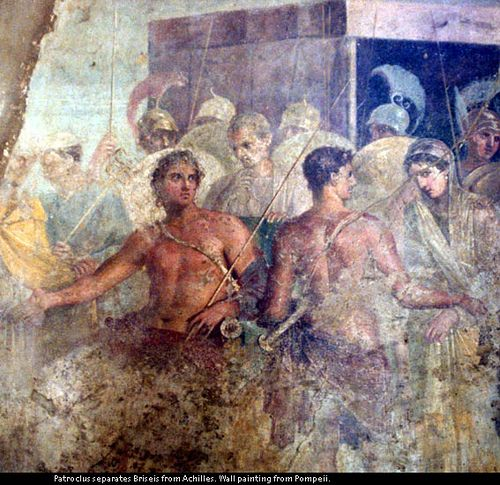 Patroclus separates Briseis from Achilles. Wall painting from Pompeii.